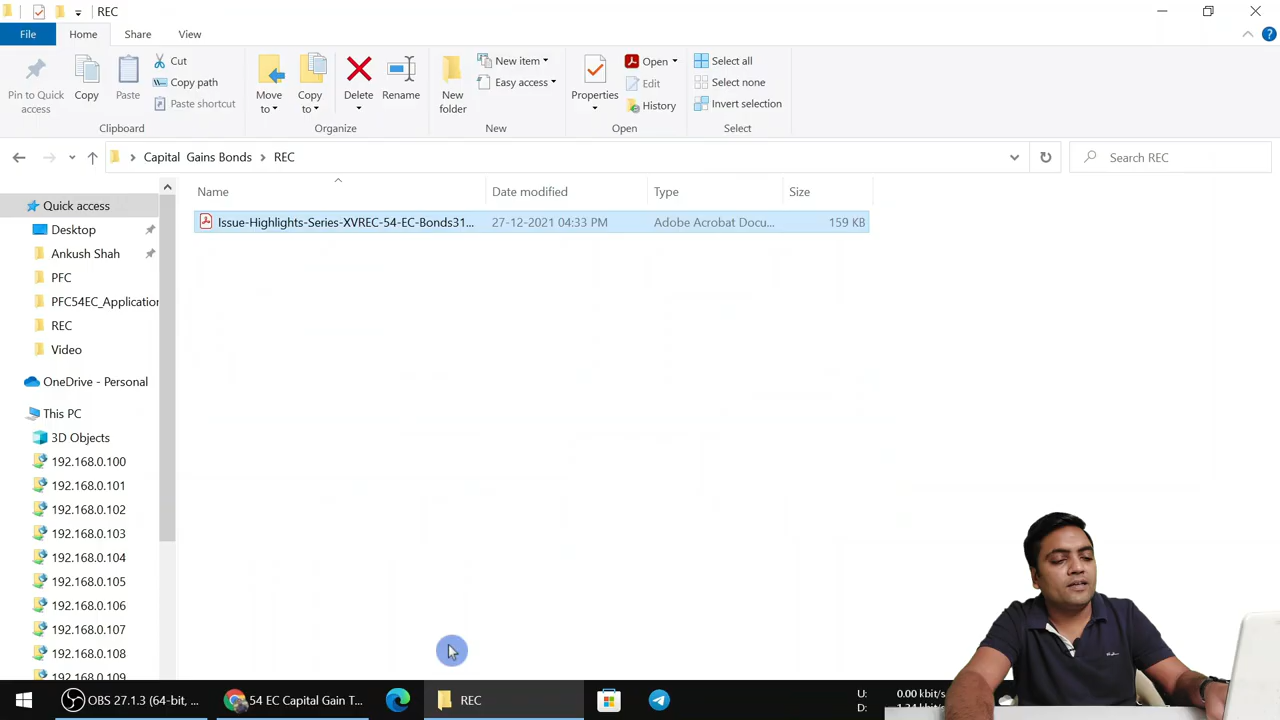 REC
File Home Share View
Pin to Quick access
Copy
Paste
Cut
Copy path
Paste shortcut
Clipboard
Move to
Copy to
Delete
Rename
Organize
New folder
New item
Easy access
New
Properties
Open
Edit
History
Open
Select all
Select none
Invert selection
Select
Capital Gains Bonds REC
Search REC
Name Date modified Type Size
Issue-Highlights-Series-XVREC-54-EC-Bonds31... 27-12-2021 04:33 PM Adobe Acrobat Docu... 159 KB
Quick access
Desktop
Ankush Shah
PFC
PFC54EC_Application
REC
Video
OneDrive - Personal
This PC
3D Objects
192.168.0.100
192.168.0.101
192.168.0.102
192.168.0.103
192.168.0.104
192.168.0.105
192.168.0.106
192.168.0.107
192.168.0.108
192.168.0.109
OBS 27.1.3 (64-bit, ...
54 EC Capital Gain T...
REC
U: 0.00 kbit/s
D: 1.34 kbit/s